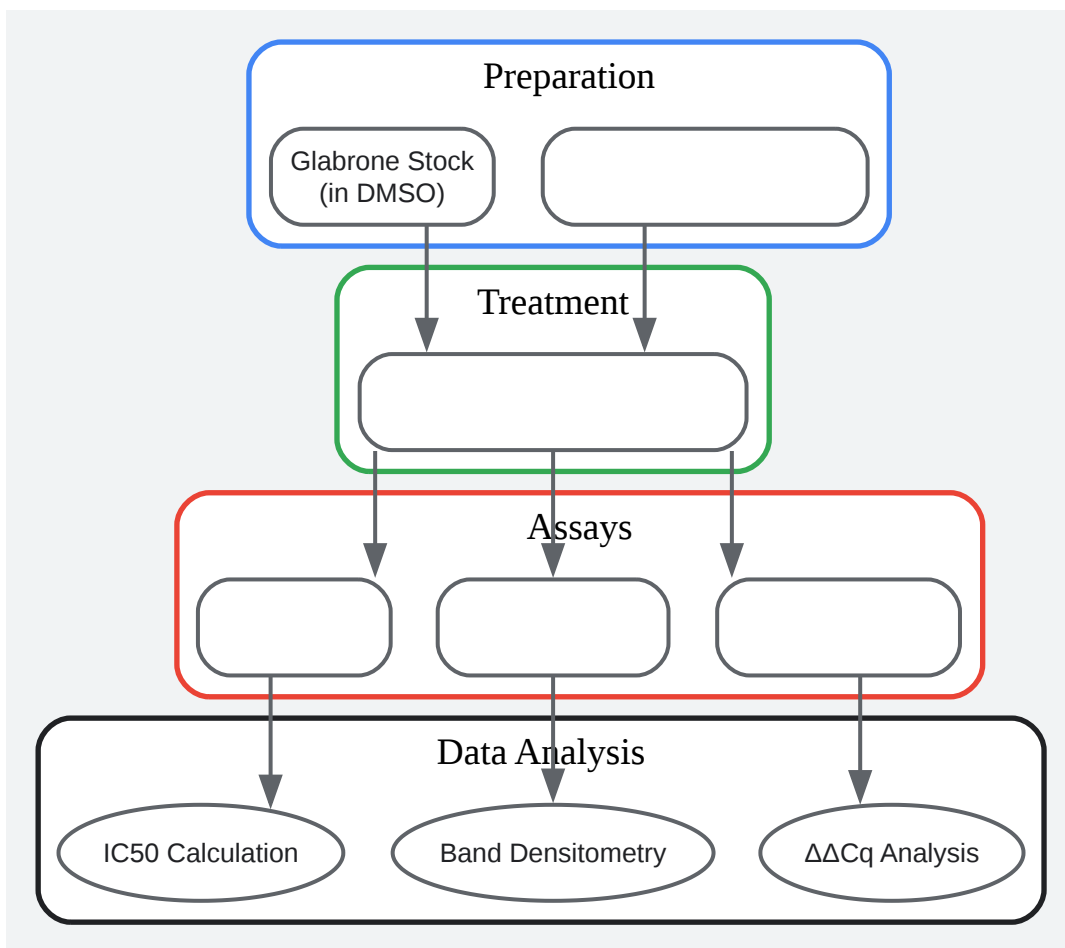 Preparation
Glabrone Stock
(in DMSO)
Treatment
Assays
Data Analysis
IC50 Calculation
Band Densitometry
ΔΔCq Analysis